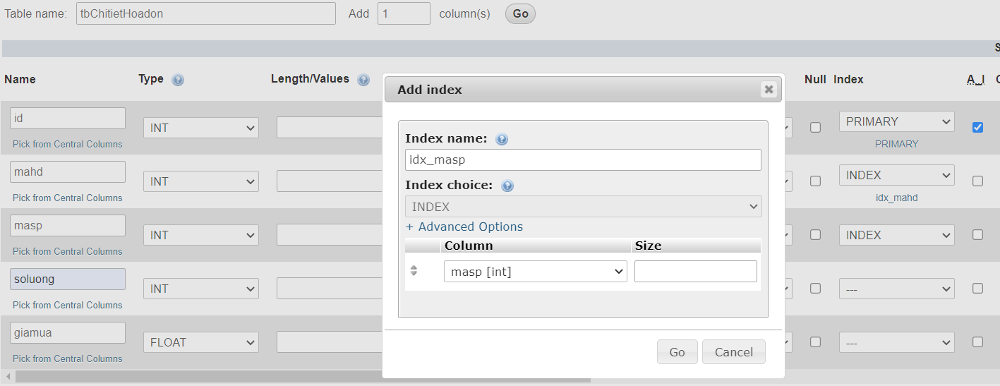 Table name: tbChitietHoadon Add 1 column(s) Go
S
Name Type Length/Values Null Index A_I
Add index
id INT PRIMARY
Pick from Central Columns PRIMARY
Index name:
idx_masp
mahd INT INDEX
Pick from Central Columns idx_mahd
Index choice:
INDEX
+ Advanced Options
masp INT INDEX
Pick from Central Columns
Column Size
masp [int]
soluong INT ---
Pick from Central Columns
giamua FLOAT ---
Pick from Central Columns
Go Cancel